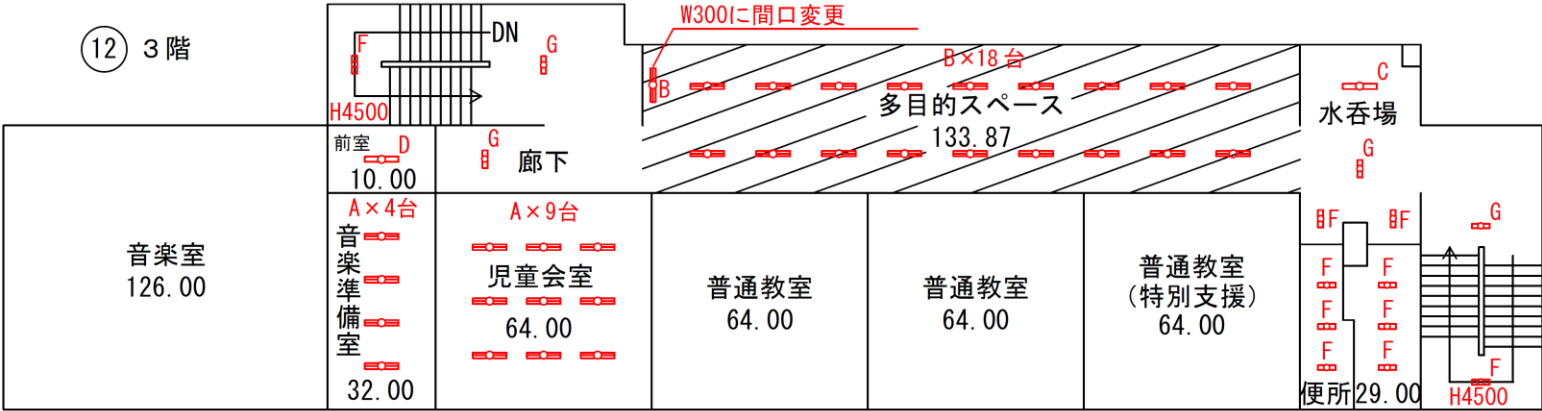 ⑫ 3階
W300に間口変更
F
DN
G
B×18台
B
C
H4500
多目的スペース
133.87
水呑場
前室
D
10.00
G
廊下
G
A×4台
A×9台
F
F
G
音楽室
126.00
音楽準備室
32.00
児童会室
64.00
普通教室
64.00
普通教室
64.00
普通教室
(特別支援)
64.00
F
F
F
F
F
F
F
便所
29.00
H4500